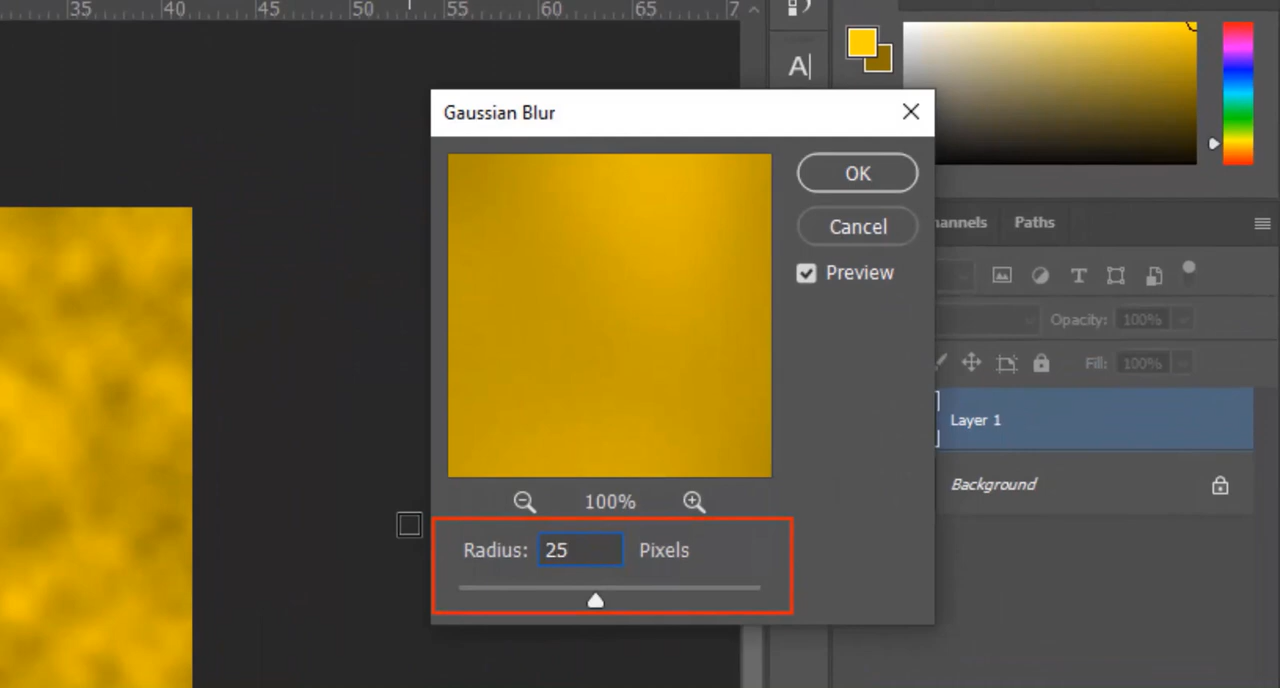 35 40 45 50 55 60 65 7
A|
Gaussian Blur
OK
Cancel
Preview
100%
Radius: 25 Pixels
hannels Paths
T
Opacity: 100%
Fill: 100%
Layer 1
Background